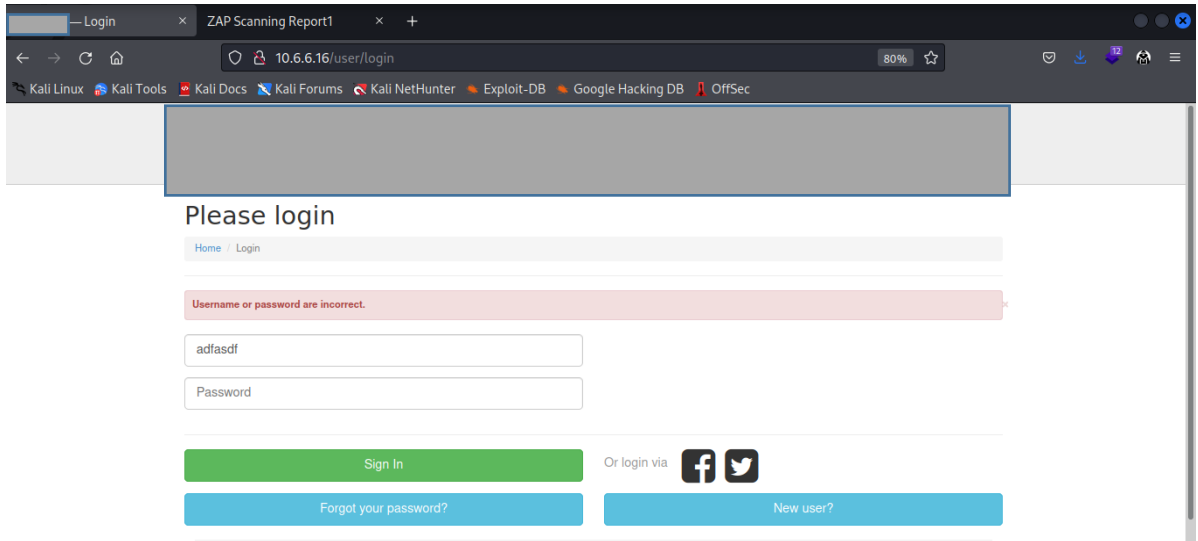 — Login
ZAP Scanning Report1
10.6.6.16/user/login
80%
12
Kali Linux Kali Tools Kali Docs Kali Forums Kali NetHunter Exploit-DB Google Hacking DB OffSec
Please login
Home / Login
Username or password are incorrect.
adfasdf
Password
Sign In
Or login via
Forgot your password?
New user?